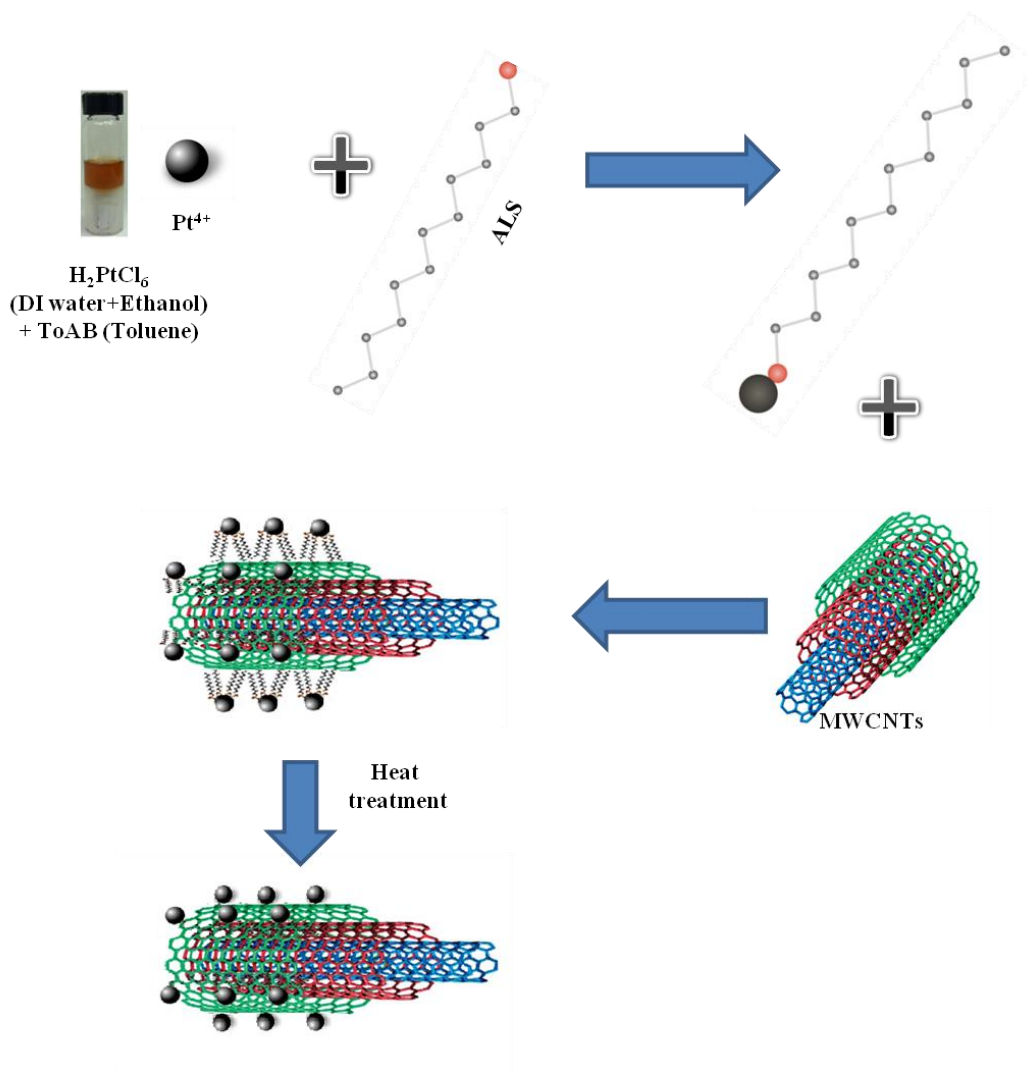 Pt⁴⁺
ALS
H₂PtCl₆
(DI water+Ethanol)
+ ToAB (Toluene)
MWCNTs
Heat
treatment